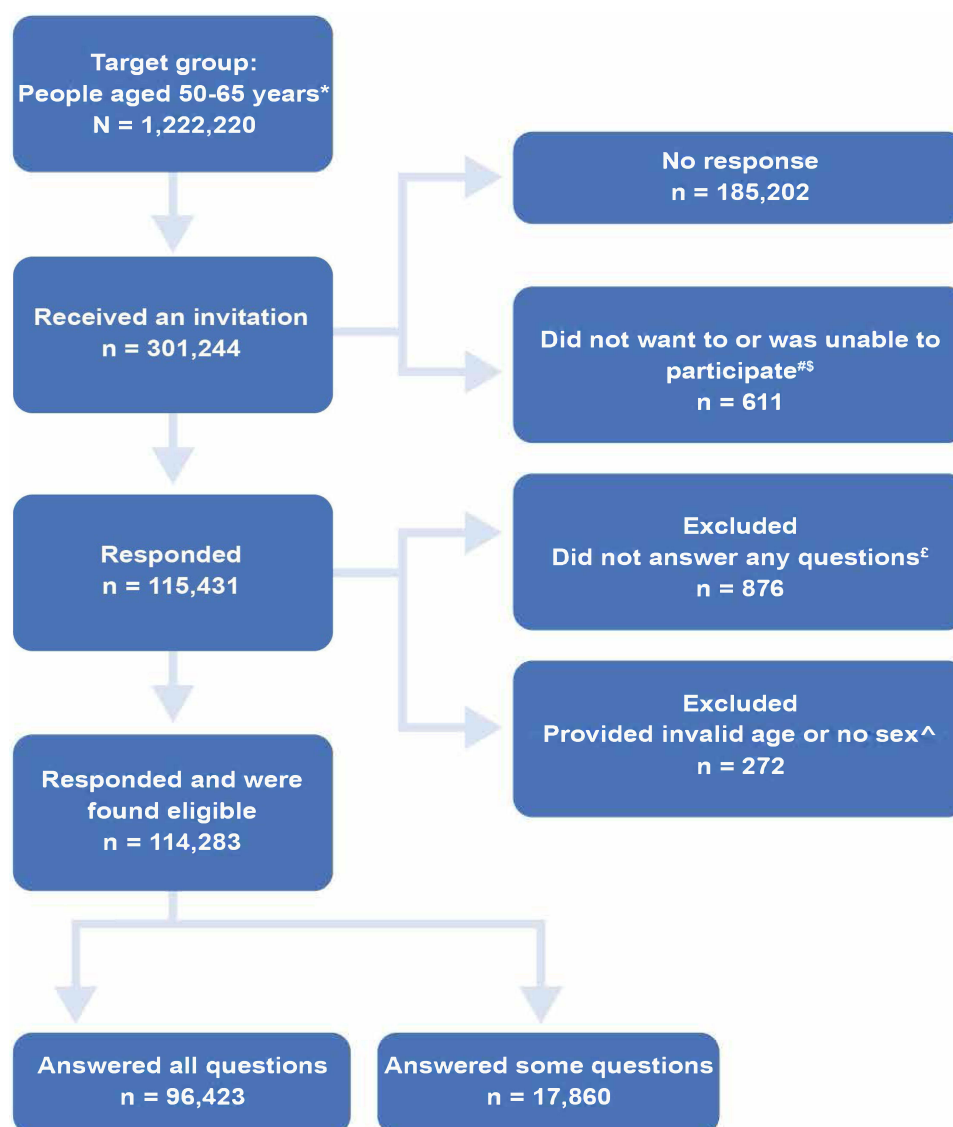 Target group:
People aged 50-65 years*
N = 1,222,220
No response
n = 185,202
Received an invitation
n = 301,244
Did not want to or was unable to
participate#$
n = 611
Responded
n = 115,431
Excluded
Did not answer any questions£
n = 876
Excluded
Provided invalid age or no sex^
n = 272
Responded and were
found eligible
n = 114,283
Answered all questions
n = 96,423
Answered some questions
n = 17,860